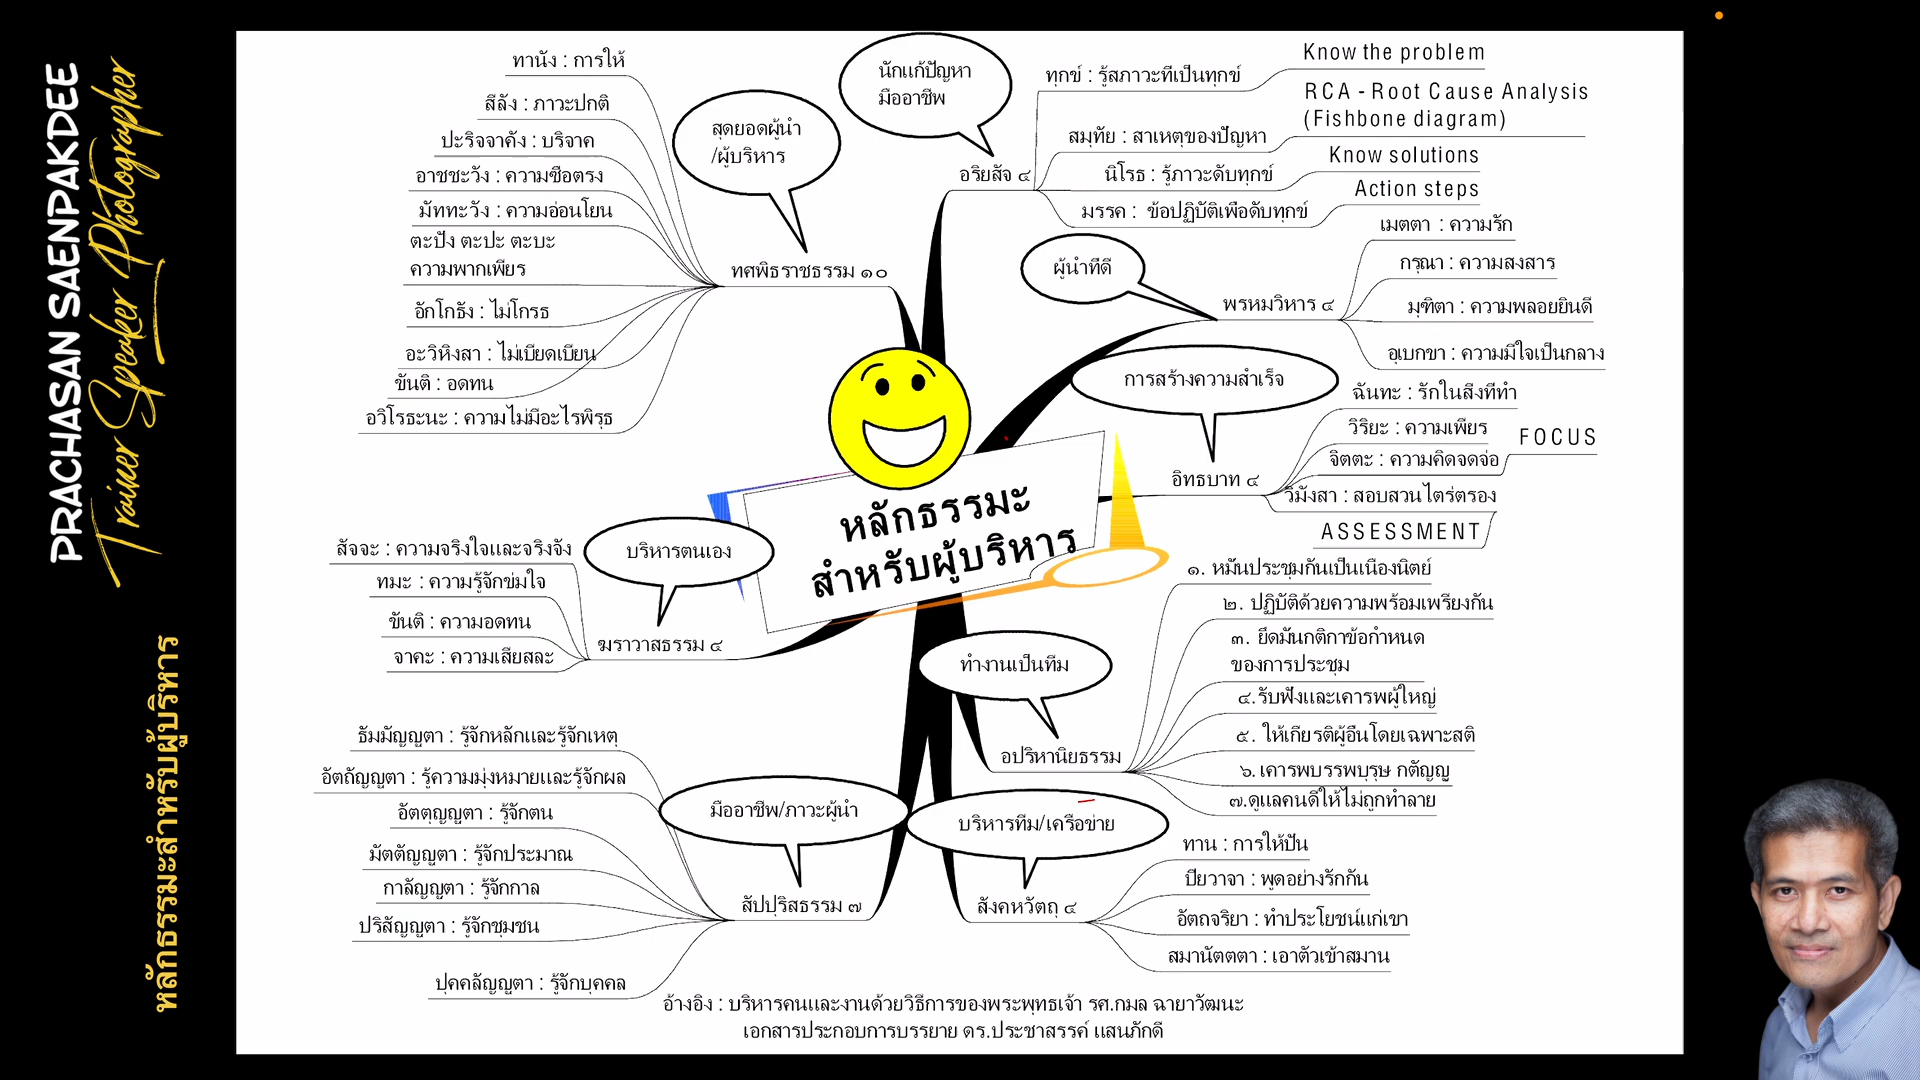 PRACHASAN SAENPAKDEE
Trainer Speaker Photographer
หลักธรรมะสำหรับผู้บริหาร
หลักธรรมะ
สำหรับผู้บริหาร
สุดยอดผู้นำ
/ผู้บริหาร
ทศพิธราชธรรม ๑๐
ทานัง : การให้
สีลัง : ภาวะปกติ
ปะริจจาคัง : บริจาค
อาชชะวัง : ความซื่อตรง
มัททะวัง : ความอ่อนโยน
ตะปัง ตะปะ ตะบะ
ความพากเพียร
อักโกธัง : ไม่โกรธ
อะวิหิงสา : ไม่เบียดเบียน
ขันติ : อดทน
อวิโรธะนะ : ความไม่มีอะไรพิรุธ
นักแก้ปัญหา
มืออาชีพ
อริยสัจ ๔
ทุกข์ : รู้สภาวะที่เป็นทุกข์
Know the problem
สมุทัย : สาเหตุของปัญหา
RCA - Root Cause Analysis
(Fishbone diagram)
นิโรธ : รู้ภาวะดับทุกข์
Know solutions
มรรค : ข้อปฏิบัติเพื่อดับทุกข์
Action steps
ผู้นำที่ดี
พรหมวิหาร ๔
เมตตา : ความรัก
กรุณา : ความสงสาร
มุฑิตา : ความพลอยยินดี
อุเบกขา : ความมีใจเป็นกลาง
การสร้างความสำเร็จ
อิทธบาท ๔
ฉันทะ : รักในสิ่งที่ทำ
วิริยะ : ความเพียร
จิตตะ : ความคิดจดจ่อ
FOCUS
วิมังสา : สอบสวนไตร่ตรอง
ASSESSMENT
บริหารตนเอง
ฆราวาสธรรม ๔
สัจจะ : ความจริงใจและจริงจัง
ทมะ : ความรู้จักข่มใจ
ขันติ : ความอดทน
จาคะ : ความเสียสละ
ทำงานเป็นทีม
อปริหานิยธรรม
๑. หมั่นประชุมกันเป็นเนืองนิตย์
๒. ปฏิบัติด้วยความพร้อมเพรียงกัน
๓. ยึดมั่นกติกาข้อกำหนด
ของการประชุม
๔.รับฟังและเคารพผู้ใหญ่
๕. ให้เกียรติผู้อื่นโดยเฉพาะสตรี
๖.เคารพบรรพบุรุษ กตัญญู
๗.ดูแลคนดีให้ไม่ถูกทำลาย
มืออาชีพ/ภาวะผู้นำ
สัปปุริสธรรม ๗
ธัมมัญญุตา : รู้จักหลักและรู้จักเหตุ
อัตถัญญุตา : รู้ความมุ่งหมายและรู้จักผล
อัตตุญญุตา : รู้จักตน
มัตตัญญุตา : รู้จักประมาณ
กาลัญญุตา : รู้จักกาล
ปริสัญญุตา : รู้จักชุมชน
ปุคคลัญญุตา : รู้จักบุคคล
บริหารทีม/เครือข่าย
สังคหวัตถุ ๔
ทาน : การให้ปัน
ปิยวาจา : พูดอย่างรักกัน
อัตถจริยา : ทำประโยชน์แก่เขา
สมานัตตตา : เอาตัวเข้าสมาน
อ้างอิง : บริหารคนและงานด้วยวิธีการของพระพุทธเจ้า รศ.กมล ฉายาวัฒนะ
เอกสารประกอบการบรรยาย ดร.ประชาสรรค์ แสนภักดี